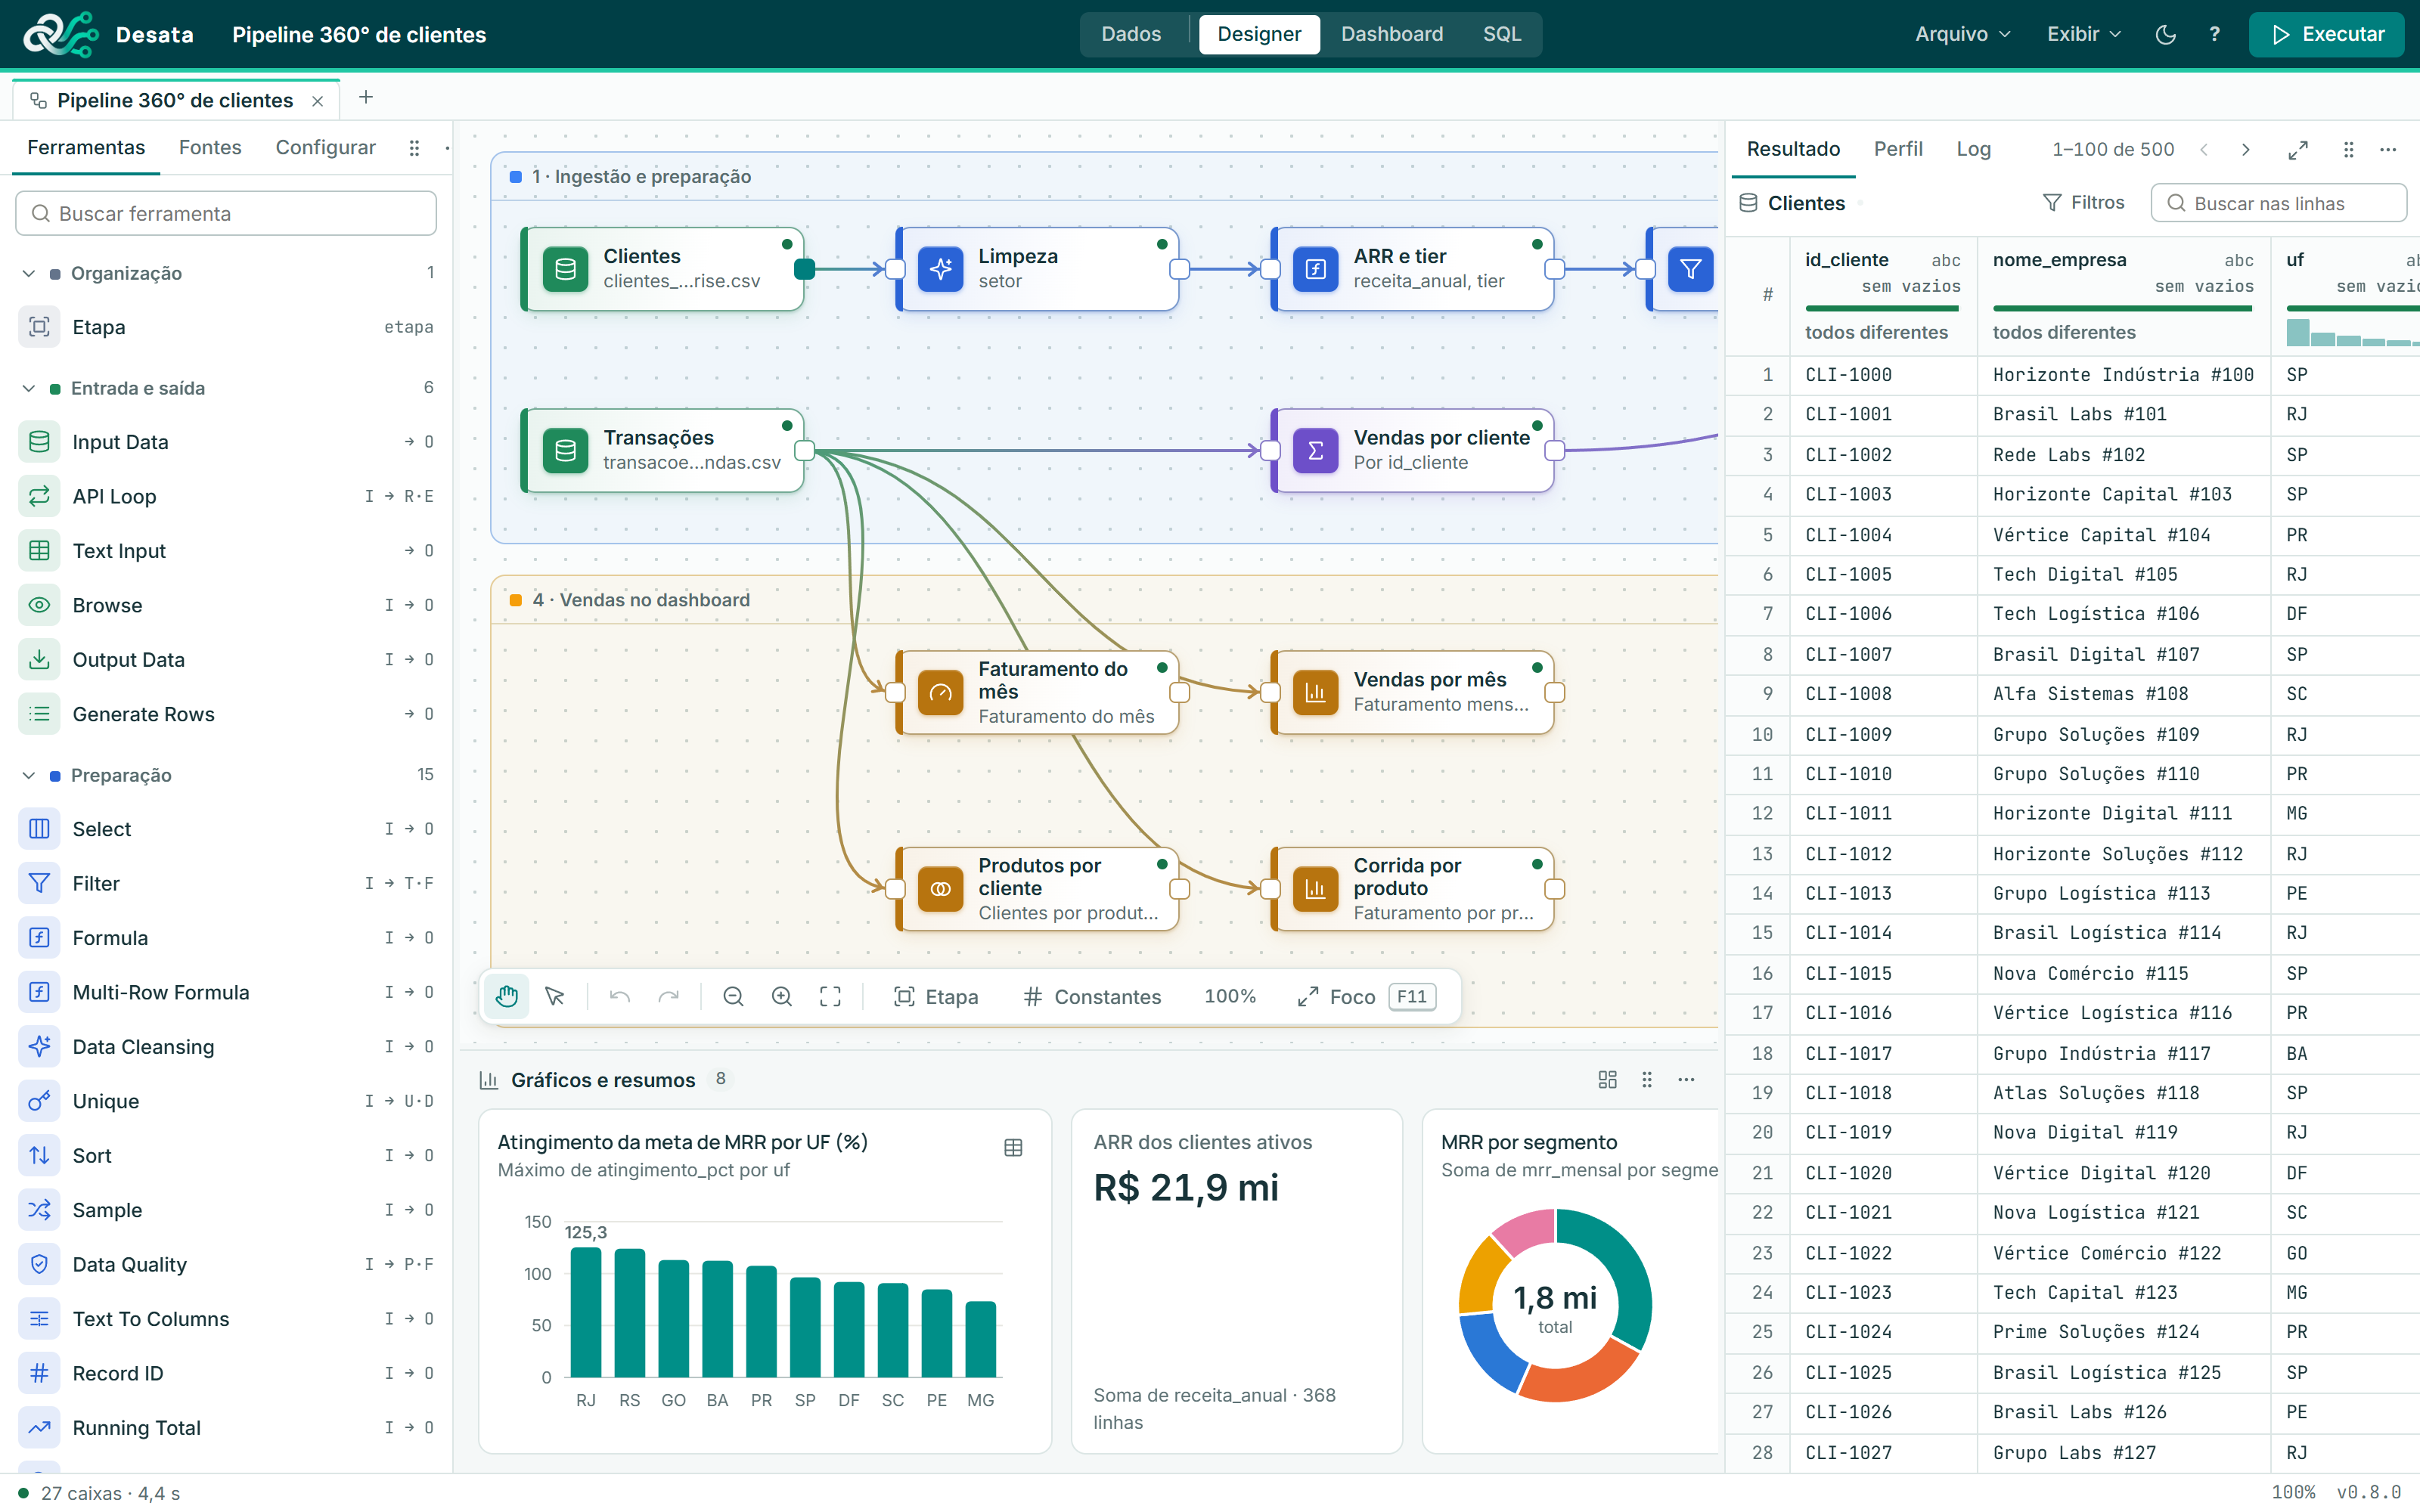 Desata
Pipeline 360° de clientes
Dados
Designer
Dashboard
SQL
Arquivo
Exibir
?
Executar
Pipeline 360° de clientes
Ferramentas
Fontes
Configurar
Buscar ferramenta
Organização 1
Etapa etapa
Entrada e saída 6
Input Data → O
API Loop I → R·E
Text Input → O
Browse I → O
Output Data I → O
Generate Rows → O
Preparação 15
Select I → O
Filter I → T·F
Formula I → O
Multi-Row Formula I → O
Data Cleansing I → O
Unique I → U·D
Sort I → O
Sample I → O
Data Quality I → P·F
Text To Columns I → O
Record ID I → O
Running Total I → O
1 · Ingestão e preparação
Clientes
clientes_...rise.csv
Limpeza
setor
ARR e tier
receita_anual, tier
Transações
transacoe...ndas.csv
Vendas por cliente
Por id_cliente
4 · Vendas no dashboard
Faturamento do
mês
Faturamento do mês
Vendas por mês
Faturamento mens...
Produtos por
cliente
Clientes por produt...
Corrida por
produto
Faturamento por pr...
Etapa
Constantes
100%
Foco F11
Gráficos e resumos 8
Atingimento da meta de MRR por UF (%)
Máximo de atingimento_pct por uf
150
125,3
100
50
0
RJ RS GO BA PR SP DF SC PE MG
ARR dos clientes ativos
R$ 21,9 mi
Soma de receita_anual · 368
linhas
MRR por segmento
Soma de mrr_mensal por segme
1,8 mi
total
Resultado
Perfil
Log
1–100 de 500
Clientes
Filtros
Buscar nas linhas
# id_cliente abc nome_empresa abc uf
sem vazios sem vazios sem vazio
todos diferentes todos diferentes
1 CLI-1000 Horizonte Indústria #100 SP
2 CLI-1001 Brasil Labs #101 RJ
3 CLI-1002 Rede Labs #102 SP
4 CLI-1003 Horizonte Capital #103 SP
5 CLI-1004 Vértice Capital #104 PR
6 CLI-1005 Tech Digital #105 RJ
7 CLI-1006 Tech Logística #106 DF
8 CLI-1007 Brasil Digital #107 SP
9 CLI-1008 Alfa Sistemas #108 SC
10 CLI-1009 Grupo Soluções #109 RJ
11 CLI-1010 Grupo Soluções #110 PR
12 CLI-1011 Horizonte Digital #111 MG
13 CLI-1012 Horizonte Soluções #112 RJ
14 CLI-1013 Grupo Logística #113 PE
15 CLI-1014 Brasil Logística #114 RJ
16 CLI-1015 Nova Comércio #115 SP
17 CLI-1016 Vértice Logística #116 PR
18 CLI-1017 Grupo Indústria #117 BA
19 CLI-1018 Atlas Soluções #118 SP
20 CLI-1019 Nova Digital #119 RJ
21 CLI-1020 Vértice Digital #120 DF
22 CLI-1021 Nova Logística #121 SC
23 CLI-1022 Vértice Comércio #122 GO
24 CLI-1023 Tech Capital #123 MG
25 CLI-1024 Prime Soluções #124 PR
26 CLI-1025 Brasil Logística #125 SP
27 CLI-1026 Brasil Labs #126 PE
28 CLI-1027 Grupo Labs #127 RJ
27 caixas · 4,4 s
100% v0.8.0